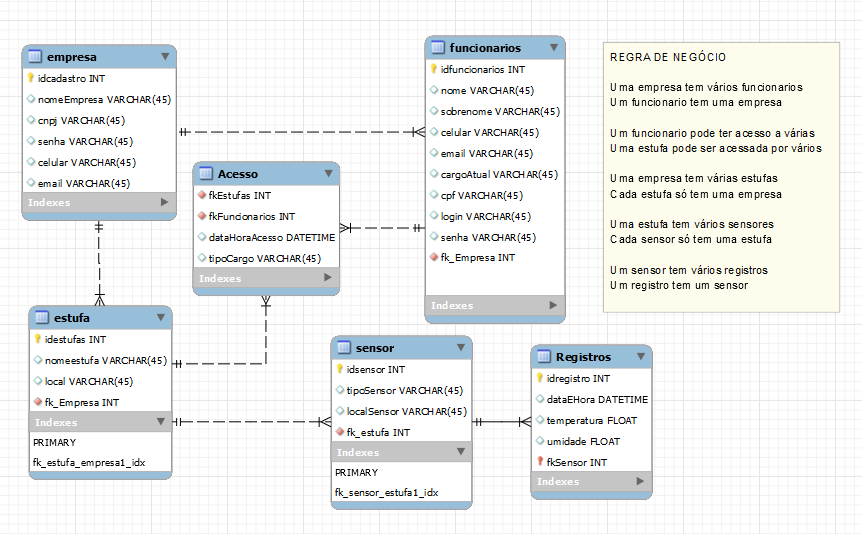 empresa
idcadastro INT
nomeEmpresa VARCHAR(45)
cnpj VARCHAR(45)
senha VARCHAR(45)
celular VARCHAR(45)
email VARCHAR(45)
Indexes
funcionarios
idfuncionarios INT
nome VARCHAR(45)
sobrenome VARCHAR(45)
celular VARCHAR(45)
email VARCHAR(45)
cargoAtual VARCHAR(45)
cpf VARCHAR(45)
login VARCHAR(45)
senha VARCHAR(45)
fk_Empresa INT
Indexes
REGRA DE NEGÓCIO
Uma empresa tem vários funcionarios
Um funcionario tem uma empresa
Um funcionario pode ter acesso a várias
Uma estufa pode ser acessada por vários
Uma empresa tem várias estufas
Cada estufa só tem uma empresa
Uma estufa tem vários sensores
Cada sensor só tem uma estufa
Um sensor tem vários registros
Um registro tem um sensor
Acesso
fkEstufas INT
fkFuncionarios INT
dataHoraAcesso DATETIME
tipoCargo VARCHAR(45)
Indexes
estufa
idestufas INT
nomeestufa VARCHAR(45)
local VARCHAR(45)
fk_Empresa INT
Indexes
PRIMARY
fk_estufa_empresa1_idx
sensor
idsensor INT
tipoSensor VARCHAR(45)
localSensor VARCHAR(45)
fk_estufa INT
Indexes
PRIMARY
fk_sensor_estufa1_idx
Registros
idregistro INT
dataEHora DATETIME
temperatura FLOAT
umidade FLOAT
fkSensor INT
Indexes